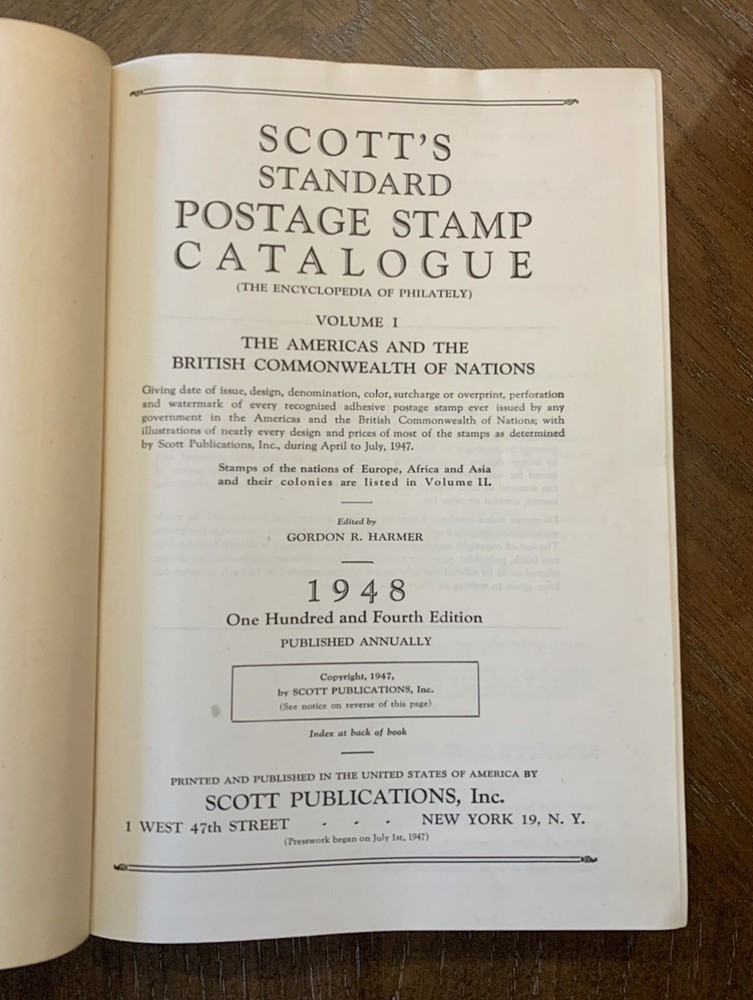 SCOTT'S
STANDARD
POSTAGE STAMP
CATALOGUE
(THE ENCYCLOPEDIA OF PHILATELY)
VOLUME I
THE AMERICAS AND THE
BRITISH COMMONWEALTH OF NATIONS
Giving date of issue, design, denomination, color, surcharge or overprint, perforation
and watermark of every recognized adhesive postage stamp ever issued by any
government in the Americas and the British Commonwealth of Nations; with
illustrations of nearly every design and prices of most of the stamps as determined
by Scott Publications, Inc., during April to July, 1947.
Stamps of the nations of Europe, Africa and Asia
and their colonies are listed in Volume II.
Edited by
GORDON R. HARMER
1948
One Hundred and Fourth Edition
PUBLISHED ANNUALLY
Copyright, 1947,
by SCOTT PUBLICATIONS, Inc.
(See notice on reverse of this page)
Index at back of book
PRINTED AND PUBLISHED IN THE UNITED STATES OF AMERICA BY
SCOTT PUBLICATIONS, Inc.
1 WEST 47th STREET - - - NEW YORK 19, N. Y.
(Presswork began on July 1st, 1947)